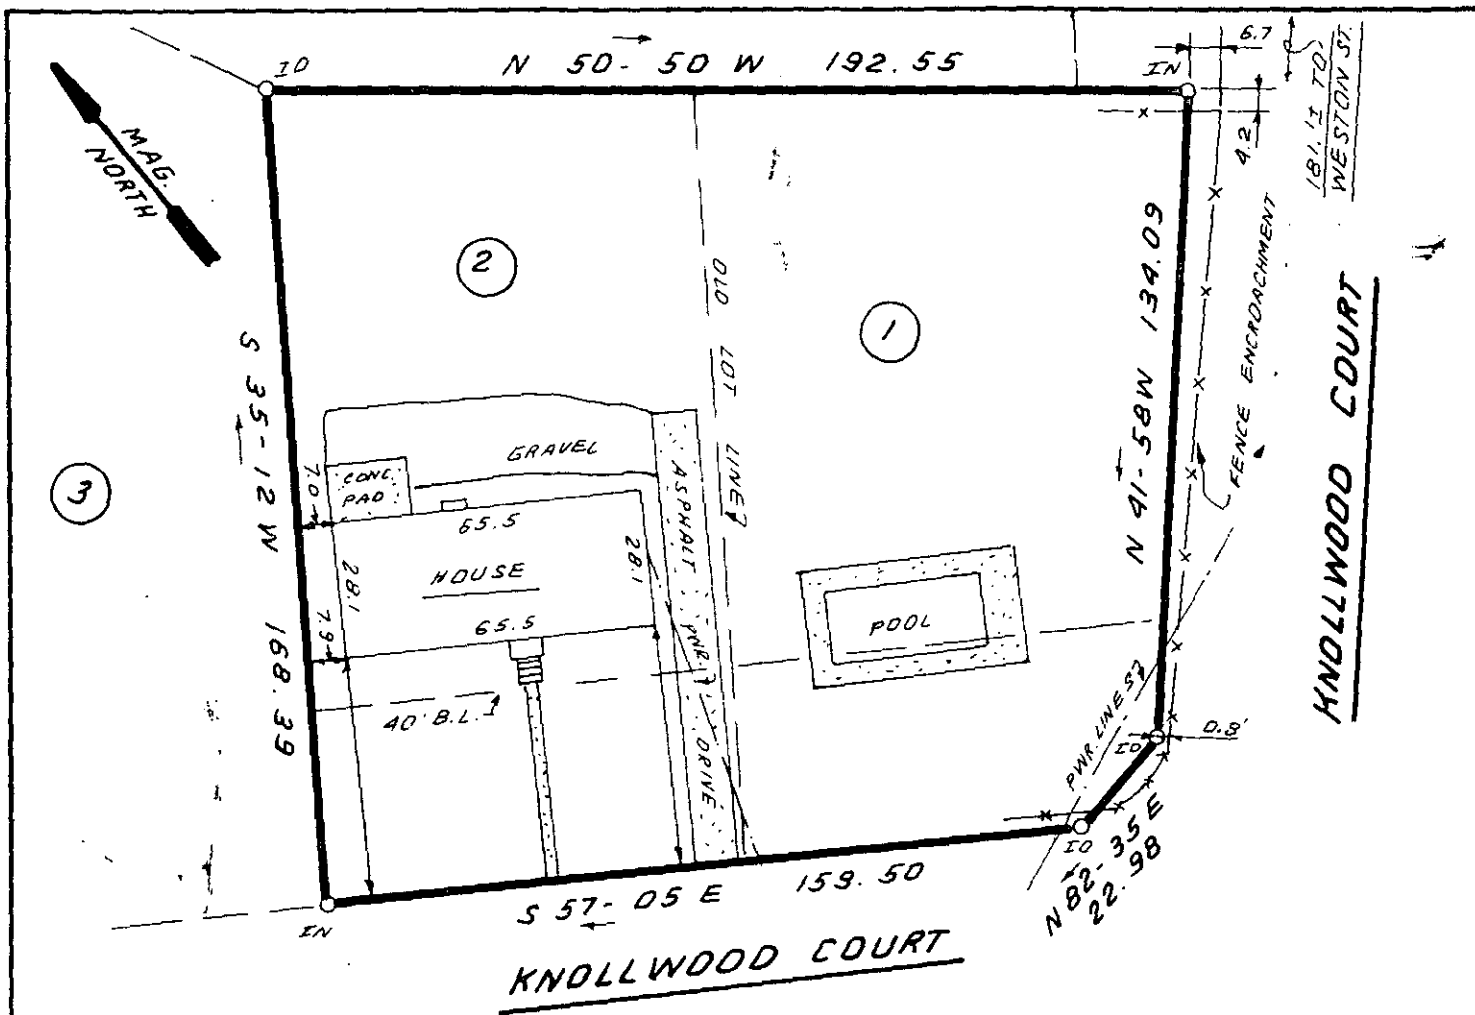 N 50-50 W 192.55
IO
IN
6.7
4.2
181.1± TO
WESTON ST.
MAG.
NORTH
2
1
3
OLD LOT LINE
S 35-12 W 168.39
N 41-58W 134.09
FENCE ENCROACHMENT
KNOLLWOOD COURT
GRAVEL
CONC.
PAD
7.0
65.5
HOUSE
28.1
28.1
65.5
7.9
ASPHALT DRIVE
PWR.
POOL
40' B.L.
PWR. LINES
IO
0.8'
IO
N 82-35 E
22.98
S 57-05 E 159.50
IN
KNOLLWOOD COURT